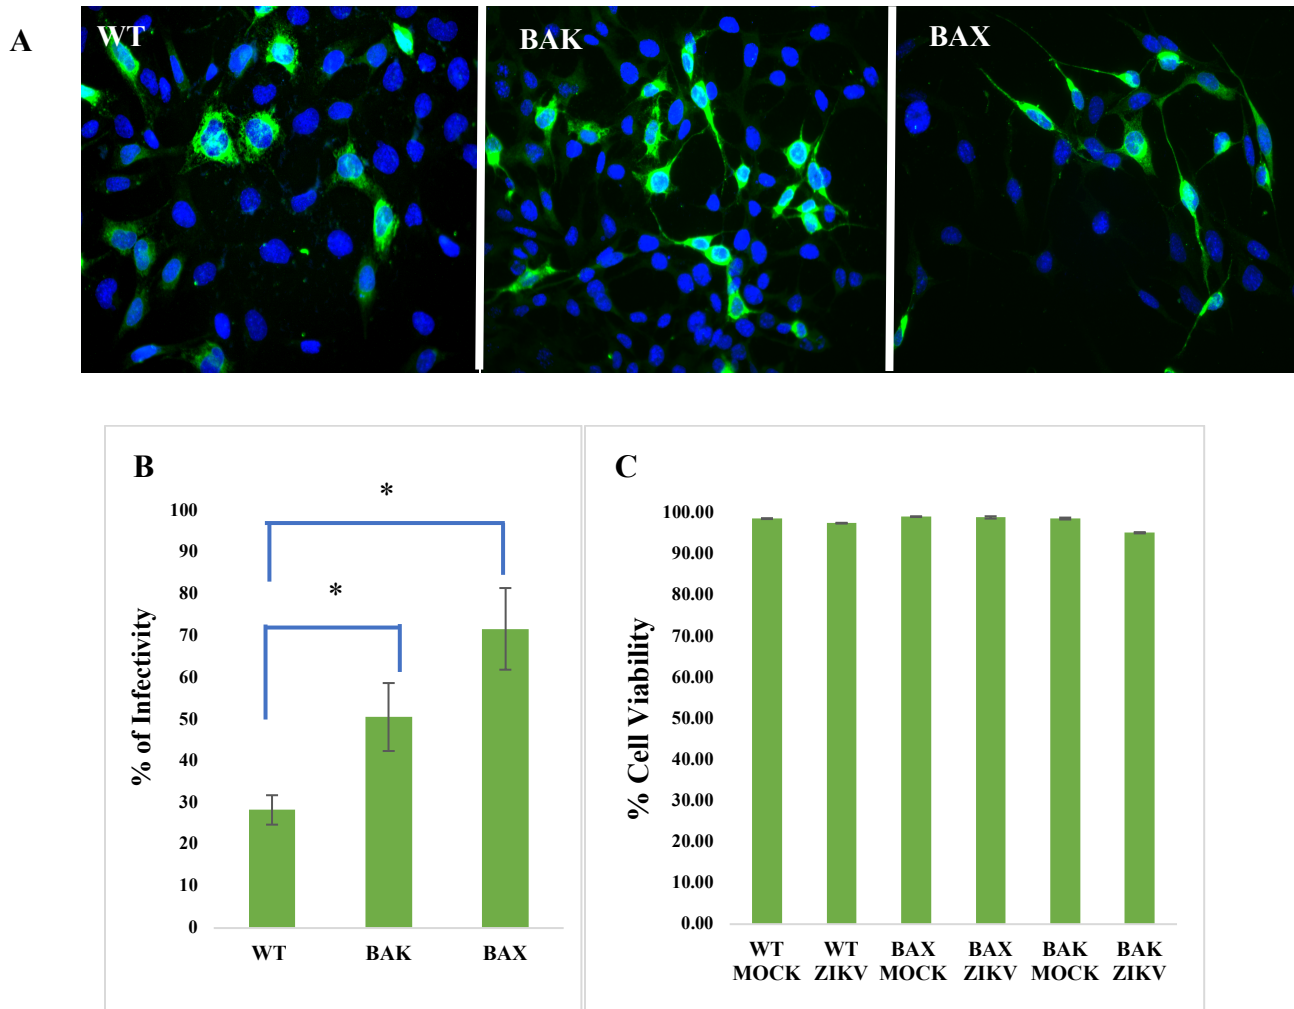 A
WT
BAK
BAX
B
*
*
100
90
80
70
60
50
40
30
20
10
0
% of Infectivity
WT
BAK
BAX
C
100.00
90.00
80.00
70.00
60.00
50.00
40.00
30.00
20.00
10.00
0.00
% Cell Viability
WT MOCK
WT ZIKV
BAX MOCK
BAX ZIKV
BAK MOCK
BAK ZIKV